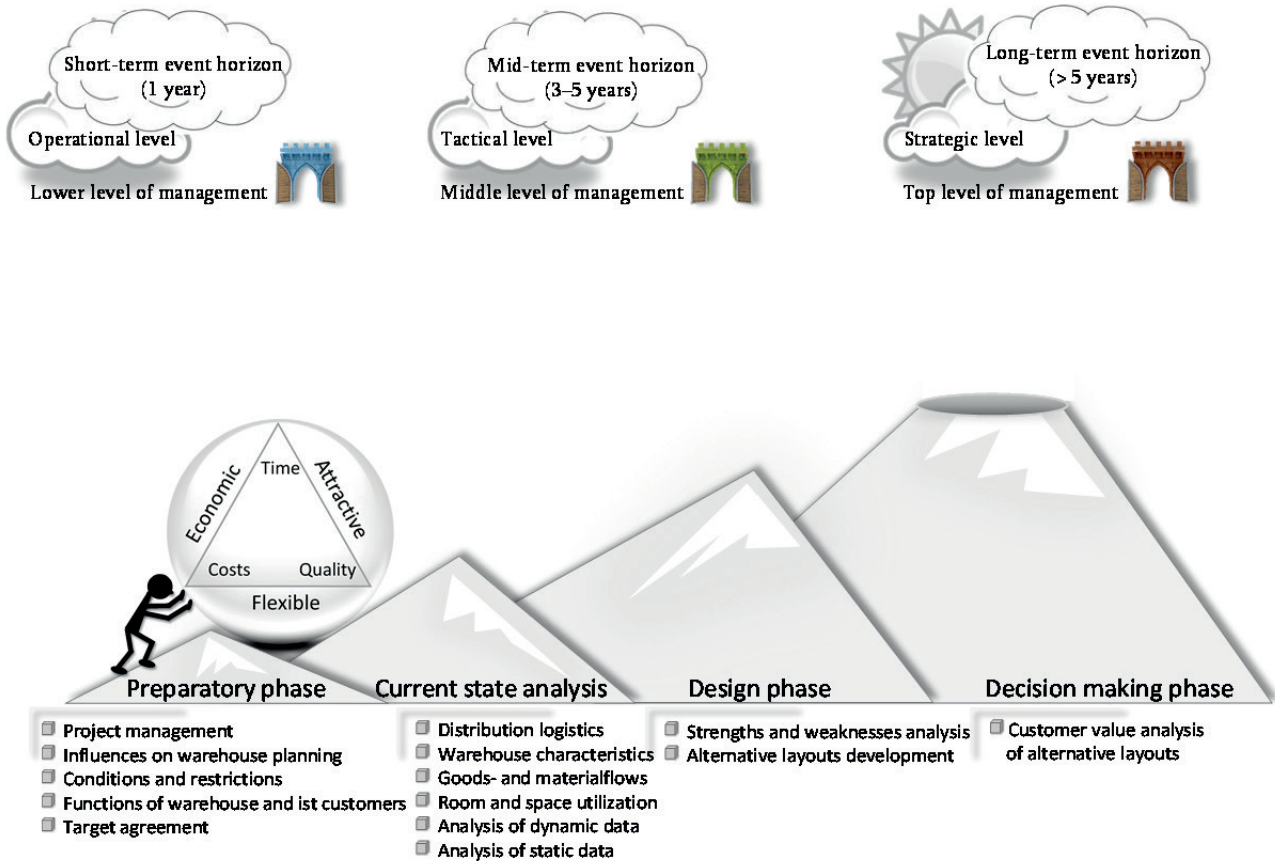 Short-term event horizon
(1 year)
Operational level
Lower level of management
Mid-term event horizon
(3–5 years)
Tactical level
Middle level of management
Long-term event horizon
(> 5 years)
Strategic level
Top level of management
Economic
Time
Attractive
Costs
Quality
Flexible
Preparatory phase
Project management
Influences on warehouse planning
Conditions and restrictions
Functions of warehouse and ist customers
Target agreement
Current state analysis
Distribution logistics
Warehouse characteristics
Goods- and materialflows
Room and space utilization
Analysis of dynamic data
Analysis of static data
Design phase
Strengths and weaknesses analysis
Alternative layouts development
Decision making phase
Customer value analysis
of alternative layouts